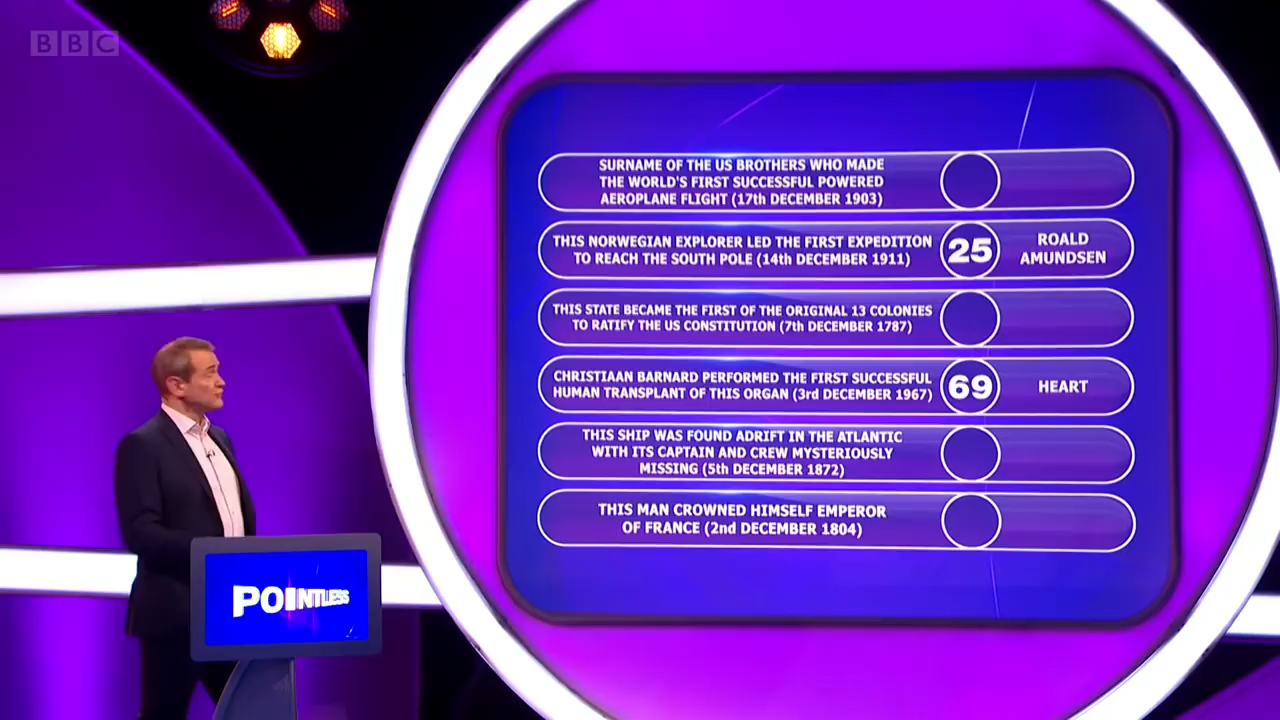 BBC
SURNAME OF THE US BROTHERS WHO MADE
THE WORLD'S FIRST SUCCESSFUL POWERED
AEROPLANE FLIGHT (17th DECEMBER 1903)
THIS NORWEGIAN EXPLORER LED THE FIRST EXPEDITION
TO REACH THE SOUTH POLE (14th DECEMBER 1911)
25
ROALD
AMUNDSEN
THIS STATE BECAME THE FIRST OF THE ORIGINAL 13 COLONIES
TO RATIFY THE US CONSTITUTION (7th DECEMBER 1787)
CHRISTIAAN BARNARD PERFORMED THE FIRST SUCCESSFUL
HUMAN TRANSPLANT OF THIS ORGAN (3rd DECEMBER 1967)
69
HEART
THIS SHIP WAS FOUND ADRIFT IN THE ATLANTIC
WITH ITS CAPTAIN AND CREW MYSTERIOUSLY
MISSING (5th DECEMBER 1872)
THIS MAN CROWNED HIMSELF EMPEROR
OF FRANCE (2nd DECEMBER 1804)
POINTLESS